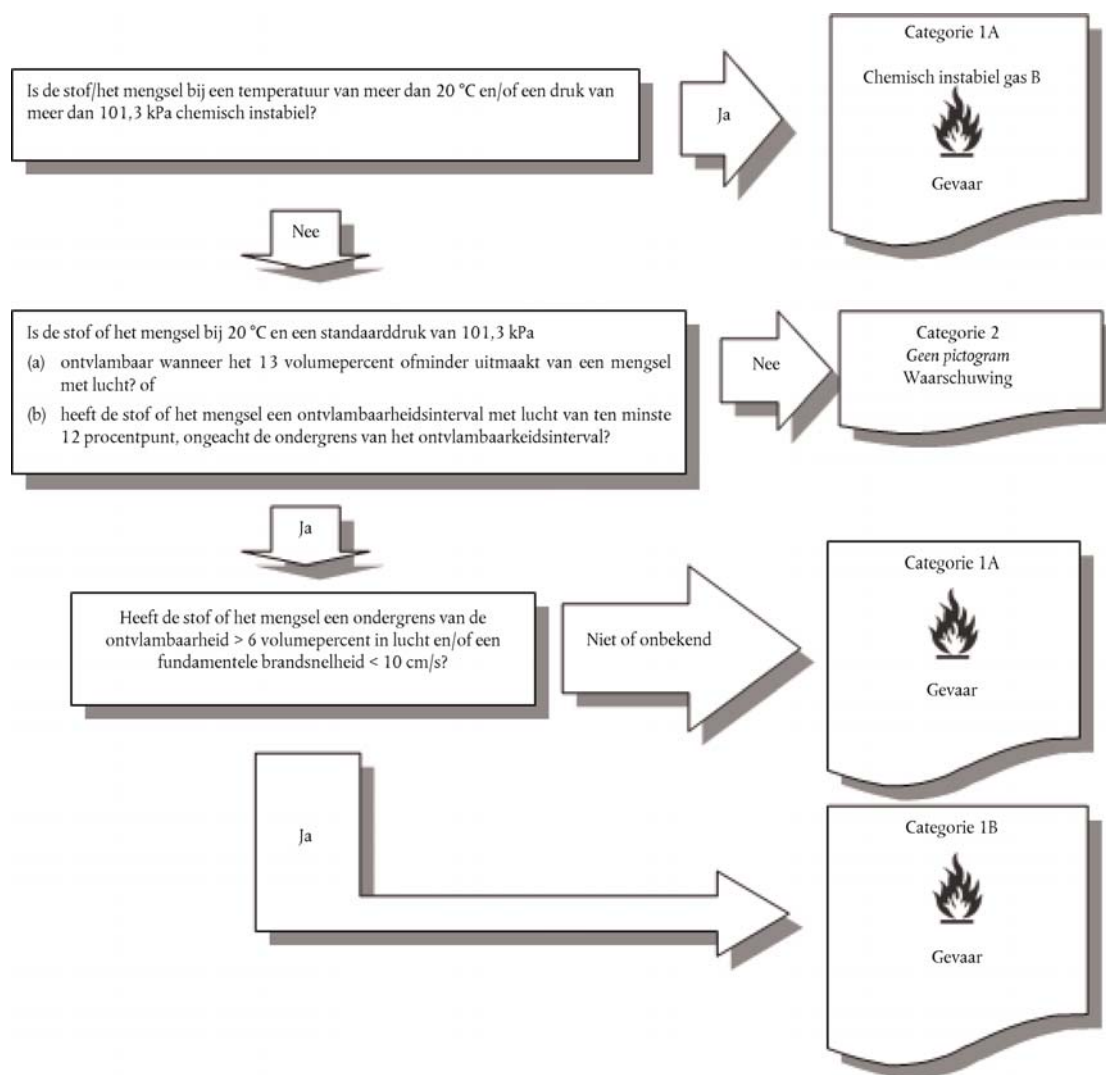 Categorie 1A
Chemisch instabiel gas B
Is de stof/het mengsel bij een temperatuur van meer dan 20 °C en/of een druk van
meer dan 101,3 kPa chemisch instabiel?
Ja
Gevaar
Nee
Is de stof of het mengsel bij 20 °C en een standaarddruk van 101,3 kPa
(a) ontvlambaar wanneer het 13 volumepercent ofminder uitmaakt van een mengsel
met lucht? of
(b) heeft de stof of het mengsel een ontvlambaarheidsinterval met lucht van ten minste
12 procentpunt, ongeacht de ondergrens van het ontvlambaarkeidsinterval?
Nee
Categorie 2
Geen pictogram
Waarschuwing
Ja
Heeft de stof of het mengsel een ondergrens van de
ontvlambaarheid > 6 volumepercent in lucht en/of een
fundamentele brandsnelheid < 10 cm/s?
Niet of onbekend
Categorie 1A
Gevaar
Ja
Categorie 1B
Gevaar